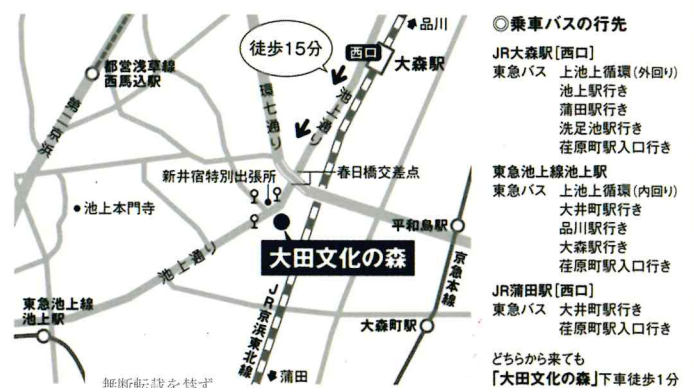 品川
徒歩15分
西口
大森駅
都営浅草線
西馬込駅
第二京浜
環七通り
池上通り
新井宿特別出張所
春日橋交差点
池上本門寺
平和島駅
大田文化の森
池上通り
京急本線
JR京浜東北線
東急池上線
池上駅
大森町駅
蒲田
無断転載を禁ず
◎乗車バスの行先
JR大森駅[西口]
東急バス 上池上循環(外回り)
池上駅行き
蒲田駅行き
洗足池駅行き
荏原町駅入口行き
東急池上線池上駅
東急バス 上池上循環(内回り)
大井町駅行き
品川駅行き
大森駅行き
荏原町駅入口行き
JR蒲田駅[西口]
東急バス 大井町駅行き
荏原町駅入口行き
どちらから来ても
「大田文化の森」下車徒歩1分